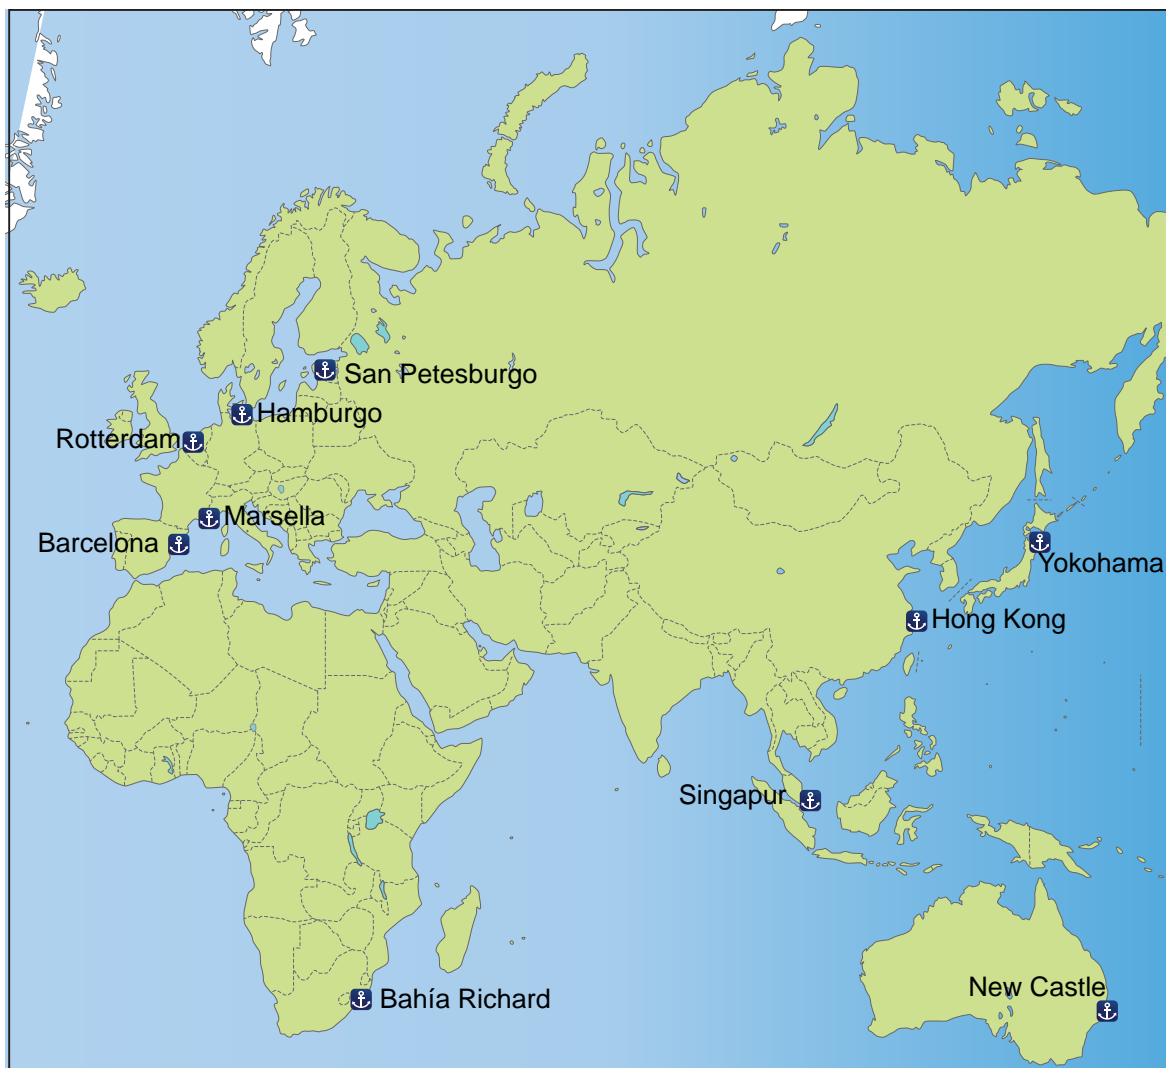 San Petesburgo
Hamburgo
Rotterdam
Marsella
Barcelona
Yokohama
Hong Kong
Singapur
New Castle
Bahía Richard